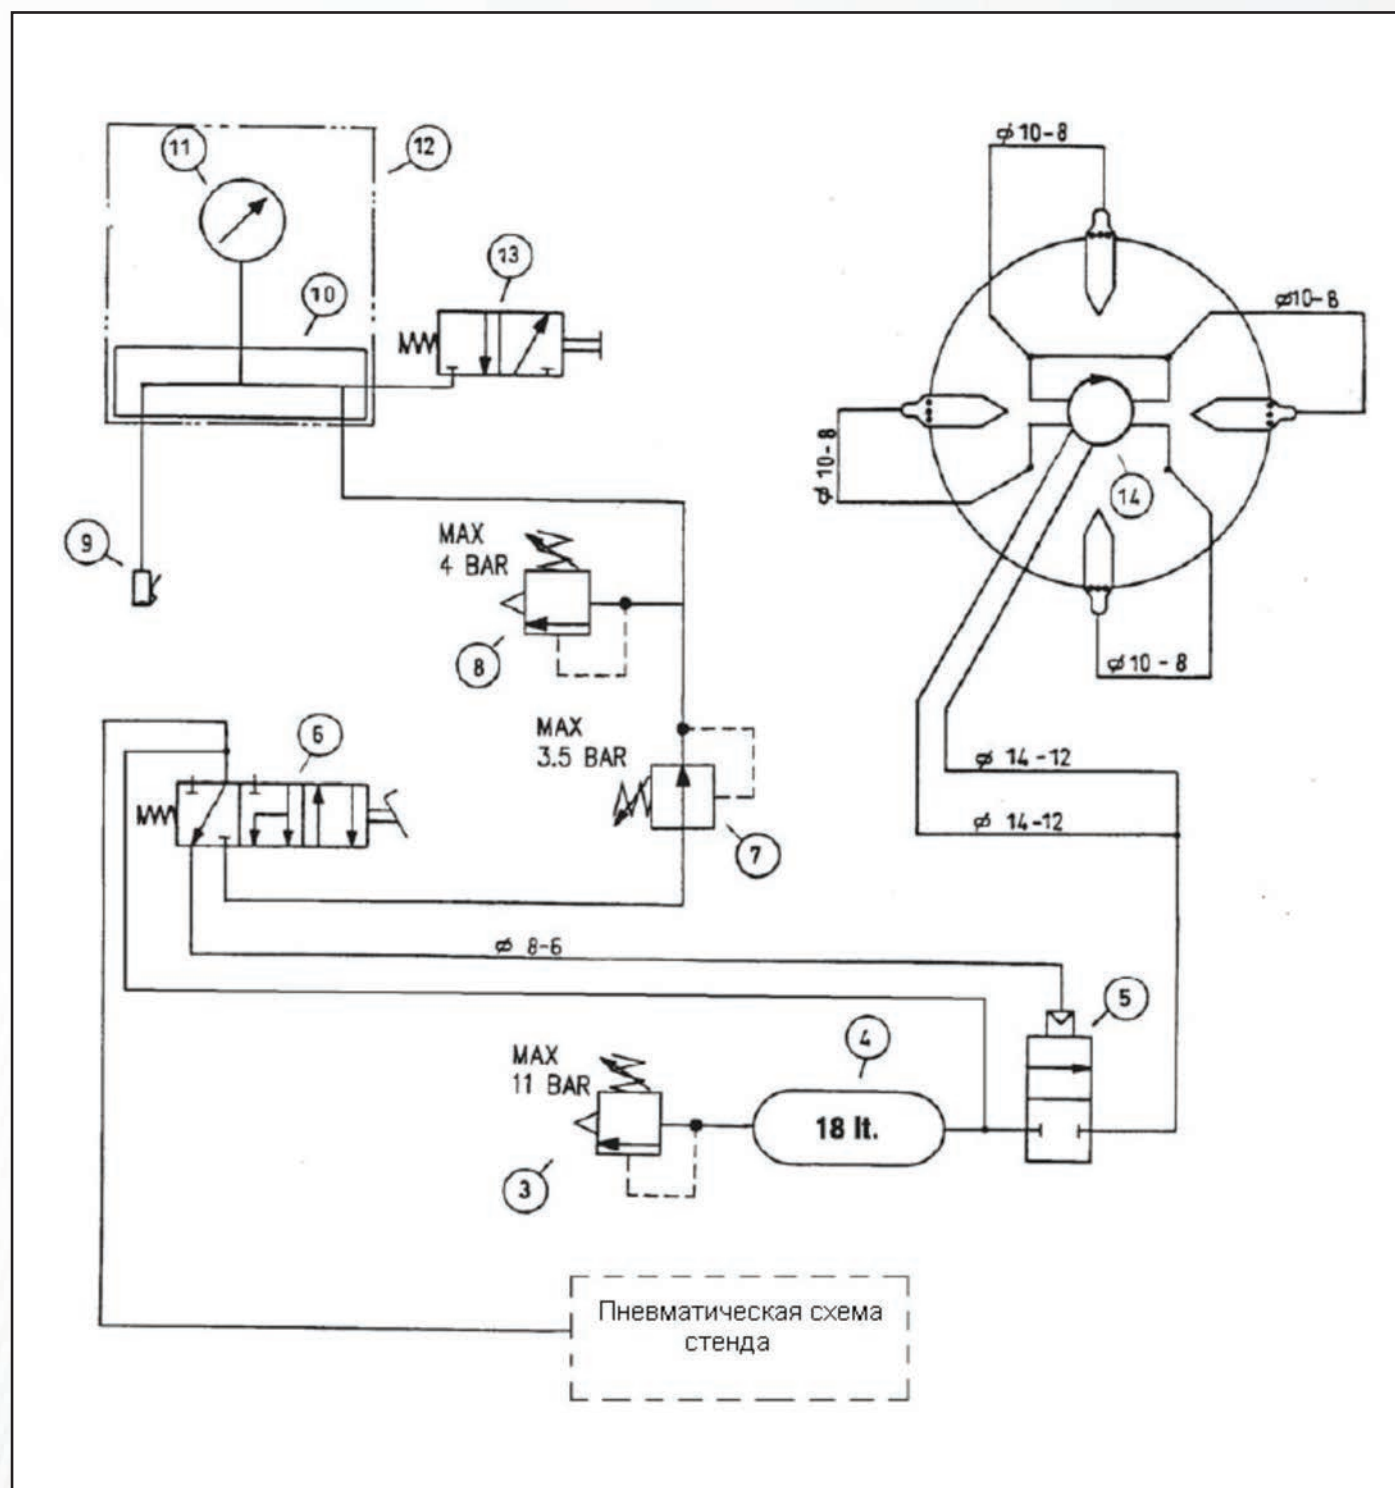 11
12
10
13
9
MAX
4 BAR
8
6
MAX
3.5 BAR
7
ϕ 10-8
ϕ10-8
ϕ 10-8
14
ϕ 10-8
ϕ 14-12
ϕ 14-12
ϕ 8-6
5
4
MAX
11 BAR
18 lt.
3
Пневматическая схема
стенда